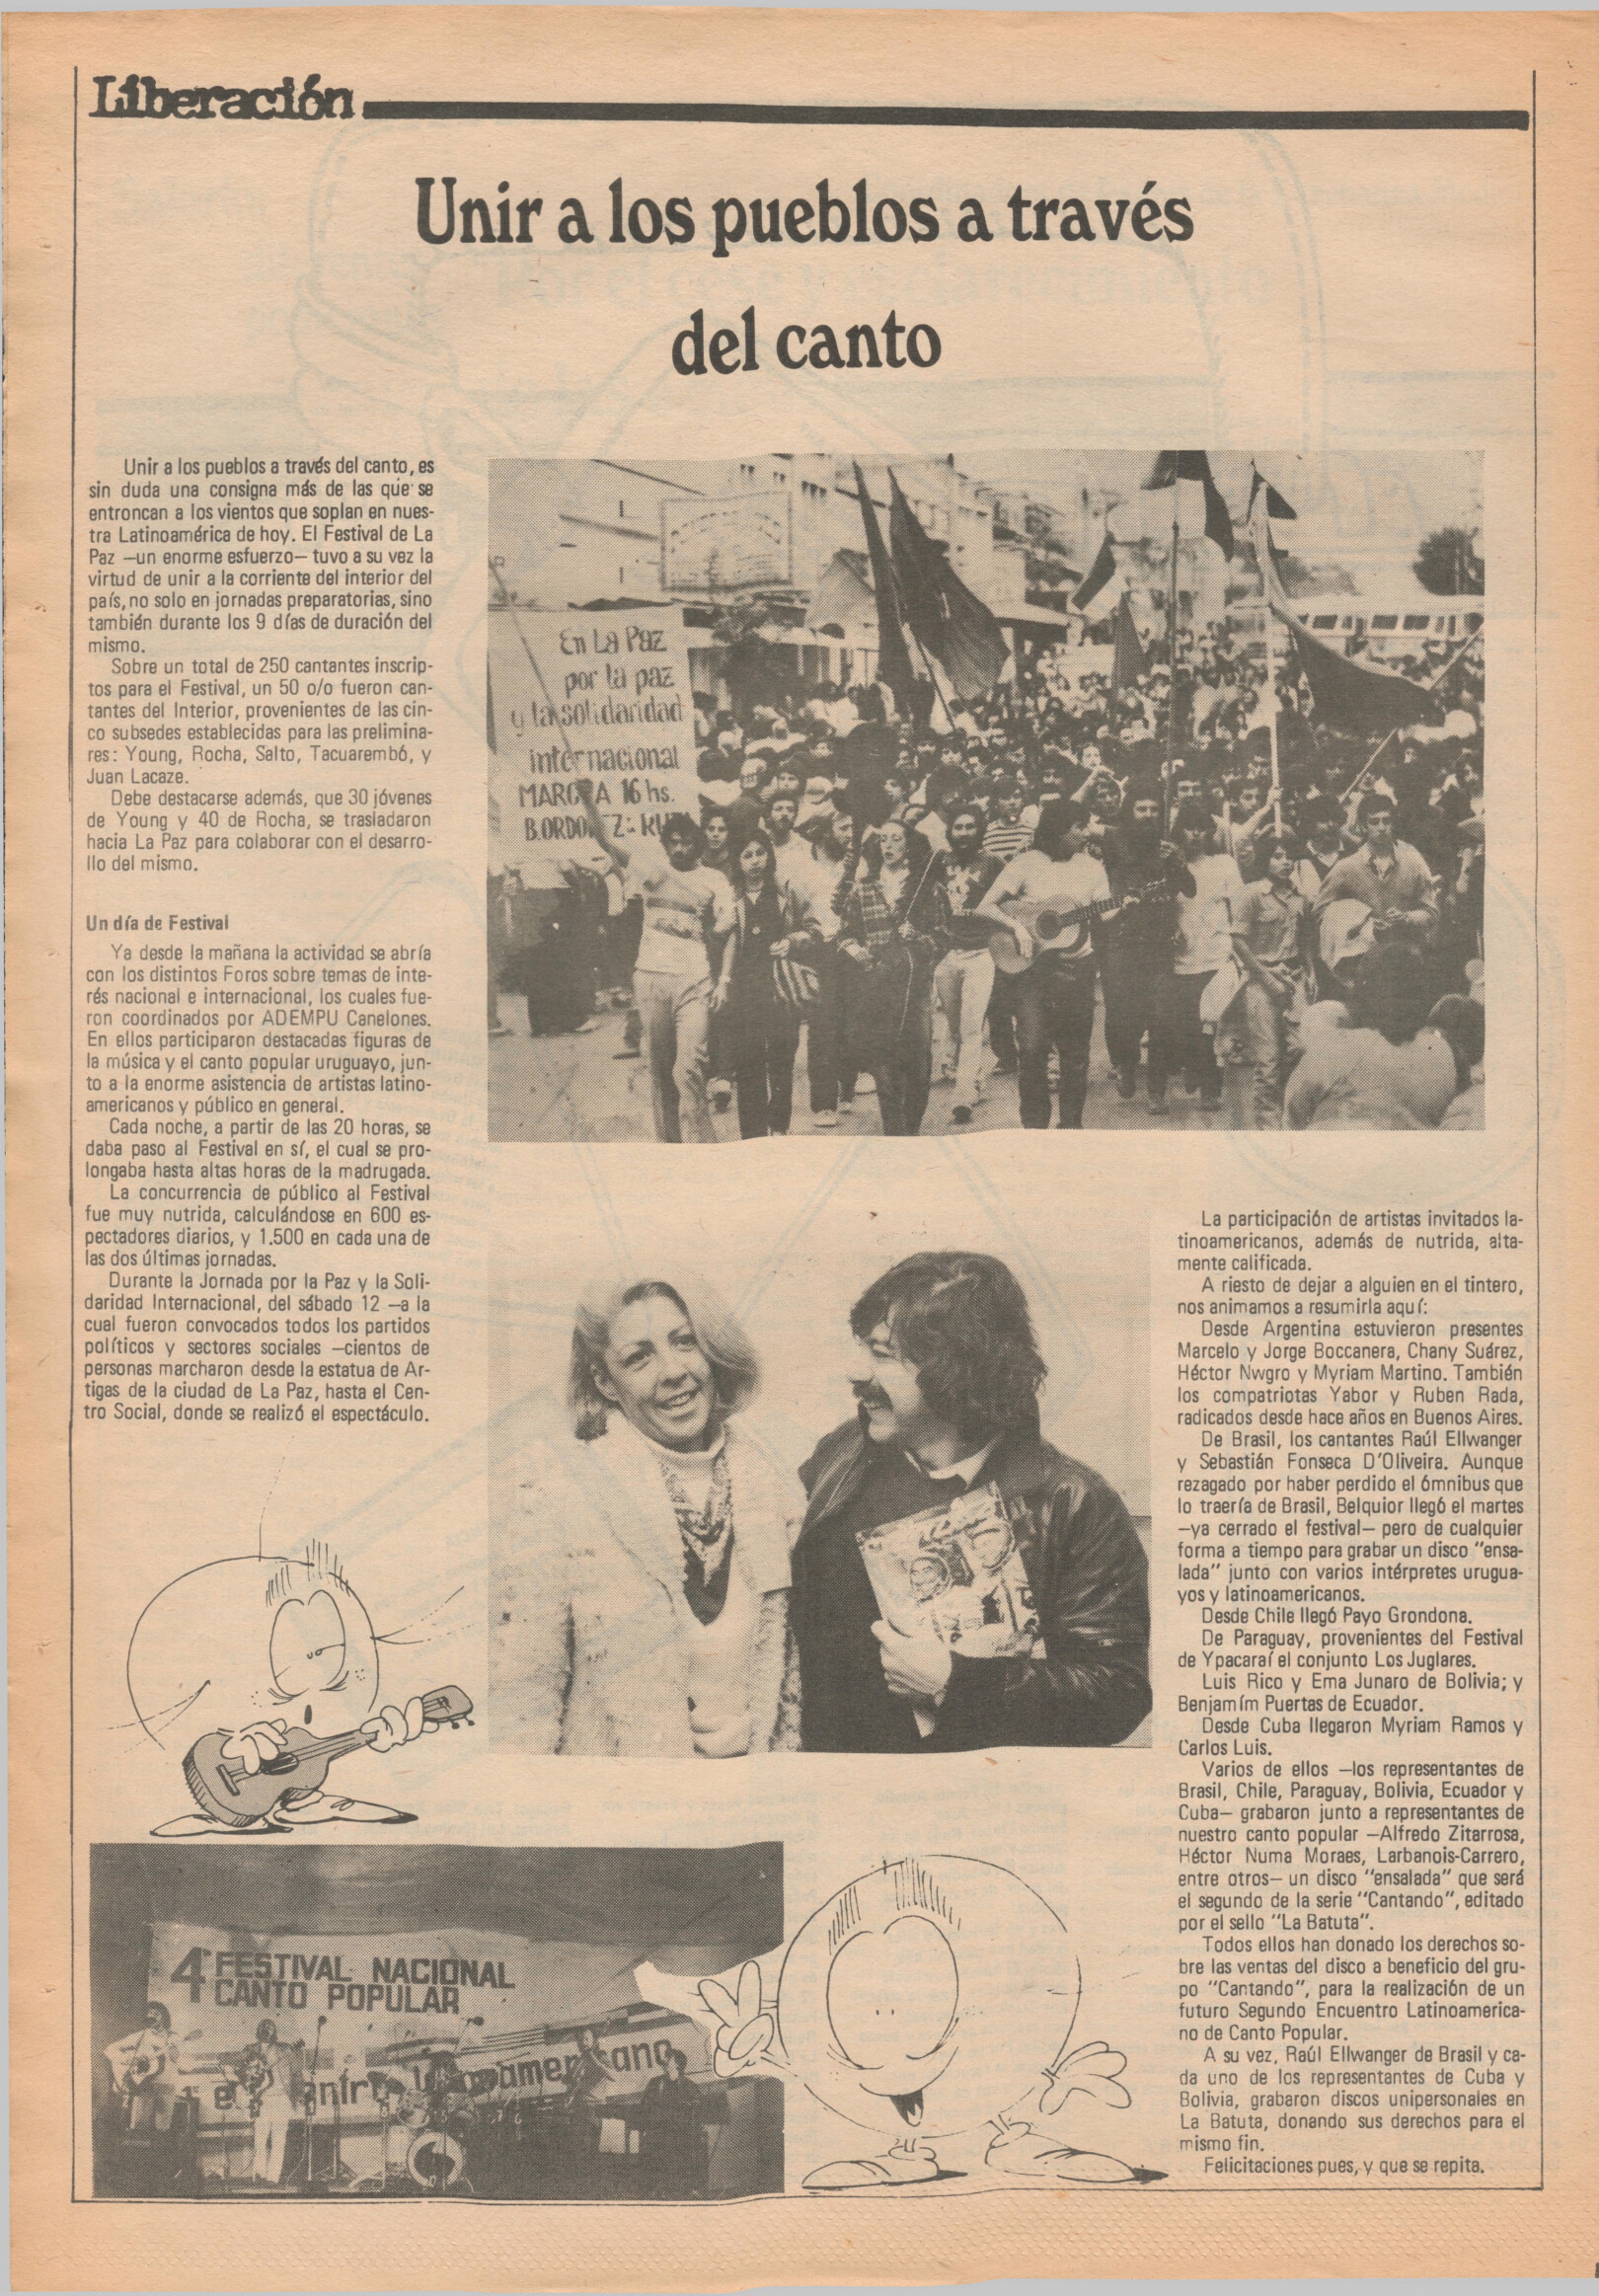 Liberación
Unir a los pueblos a través
del canto
Unir a los pueblos a través del canto, es
sin duda una consigna más de las que se
entroncan a los vientos que soplan en nues-
tra Latinoamérica de hoy. El Festival de La
Paz —un enorme esfuerzo— tuvo a su vez la
virtud de unir a la corriente del interior del
país, no solo en jornadas preparatorias, sino
también durante los 9 días de duración del
mismo.
Sobre un total de 250 cantantes inscrip-
tos para el Festival, un 50 o/o fueron can-
tantes del Interior, provenientes de las cin-
co subsedes establecidas para las prelimina-
res: Young, Rocha, Salto, Tacuarembó, y
Juan Lacaze.
Debe destacarse además, que 30 jóvenes
de Young y 40 de Rocha, se trasladaron
hacia La Paz para colaborar con el desarro-
llo del mismo.
Un día de Festival
Ya desde la mañana la actividad se abría
con los distintos Foros sobre temas de inte-
rés nacional e internacional, los cuales fue-
ron coordinados por ADEMPU Canelones.
En ellos participaron destacadas figuras de
la música y el canto popular uruguayo, jun-
to a la enorme asistencia de artistas latino-
americanos y público en general.
Cada noche, a partir de las 20 horas, se
daba paso al Festival en sí, el cual se pro-
longaba hasta altas horas de la madrugada.
La concurrencia de público al Festival
fue muy nutrida, calculándose en 600 es-
pectadores diarios, y 1.500 en cada una de
las dos últimas jornadas.
Durante la Jornada por la Paz y la Soli-
daridad Internacional, del sábado 12 —a la
cual fueron convocados todos los partidos
políticos y sectores sociales —cientos de
personas marcharon desde la estatua de Ar-
tigas de la ciudad de La Paz, hasta el Cen-
tro Social, donde se realizó el espectáculo.
En La Paz
por la paz
y la solidaridad
internacional
MARCHA 16 hs.
4º FESTIVAL NACIONAL
CANTO POPULAR
La participación de artistas invitados la-
tinoamericanos, además de nutrida, alta-
mente calificada.
A riesto de dejar a alguien en el tintero,
nos animamos a resumirla aquí:
Desde Argentina estuvieron presentes
Marcelo y Jorge Boccanera, Chany Suárez,
Héctor Nwgro y Myriam Martino. También
los compatriotas Yabor y Ruben Rada,
radicados desde hace años en Buenos Aires.
De Brasil, los cantantes Raúl Ellwanger
y Sebastián Fonseca D'Oliveira. Aunque
rezagado por haber perdido el ómnibus que
lo traería de Brasil, Belquior llegó el martes
—ya cerrado el festival— pero de cualquier
forma a tiempo para grabar un disco "ensa-
lada" junto con varios intérpretes urugua-
yos y latinoamericanos.
Desde Chile llegó Payo Grondona.
De Paraguay, provenientes del Festival
de Ypacaraí el conjunto Los Juglares.
Luis Rico y Ema Junaro de Bolivia; y
Benjamím Puertas de Ecuador.
Desde Cuba llegaron Myriam Ramos y
Carlos Luis.
Varios de ellos —los representantes de
Brasil, Chile, Paraguay, Bolivia, Ecuador y
Cuba— grabaron junto a representantes de
nuestro canto popular —Alfredo Zitarrosa,
Héctor Numa Moraes, Larbanois-Carrero,
entre otros— un disco "ensalada" que será
el segundo de la serie "Cantando", editado
por el sello "La Batuta".
Todos ellos han donado los derechos so-
bre las ventas del disco a beneficio del gru-
po "Cantando", para la realización de un
futuro Segundo Encuentro Latinoamerica-
no de Canto Popular.
A su vez, Raúl Ellwanger de Brasil y ca-
da uno de los representantes de Cuba y
Bolivia, grabaron discos unipersonales en
La Batuta, donando sus derechos para el
mismo fin.
Felicitaciones pues, y que se repita.